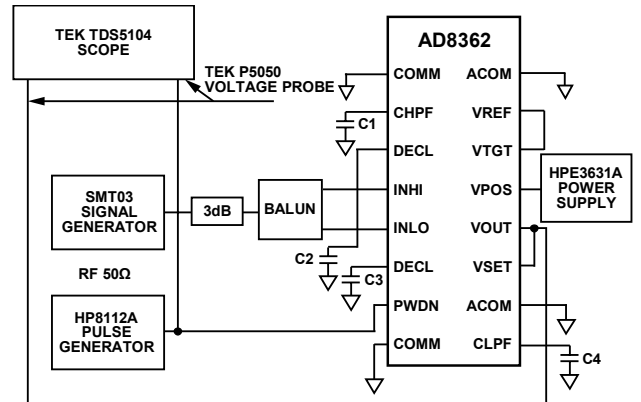 TEK TDS5104
SCOPE
TEK P5050
VOLTAGE PROBE
AD8362
COMM
ACOM
CHPF
VREF
C1
DECL
VTGT
HPE3631A
POWER
SUPPLY
SMT03
SIGNAL
GENERATOR
3dB
BALUN
INHI
VPOS
INLO
VOUT
C2
DECL
VSET
C3
RF 50Ω
HP8112A
PULSE
GENERATOR
PWDN
ACOM
COMM
CLPF
C4